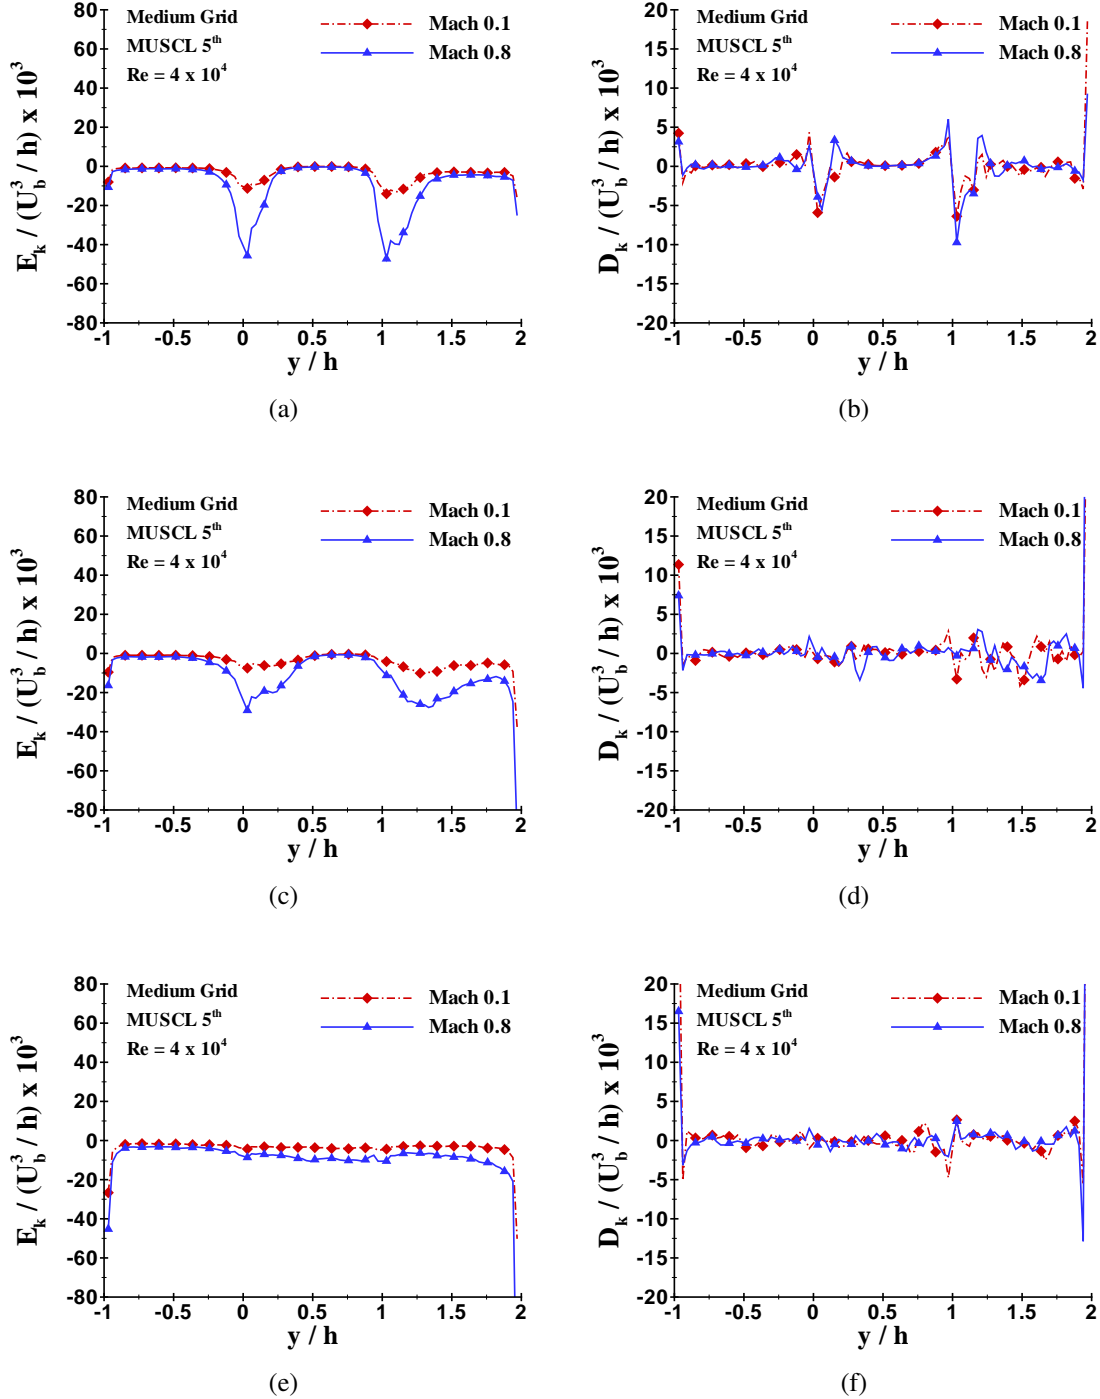 Medium Grid
MUSCL 5th
Re = 4 x 10^4
Mach 0.1
Mach 0.8
80
60
40
20
0
-20
-40
-60
-80
E_k / (U_b^3 / h) x 10^3
-1 -0.5 0 0.5 1 1.5 2
y / h
(a)
Medium Grid
MUSCL 5th
Re = 4 x 10^4
Mach 0.1
Mach 0.8
20
15
10
5
0
-5
-10
-15
-20
D_k / (U_b^3 / h) x 10^3
-1 -0.5 0 0.5 1 1.5 2
y / h
(b)
Medium Grid
MUSCL 5th
Re = 4 x 10^4
Mach 0.1
Mach 0.8
80
60
40
20
0
-20
-40
-60
-80
E_k / (U_b^3 / h) x 10^3
-1 -0.5 0 0.5 1 1.5 2
y / h
(c)
Medium Grid
MUSCL 5th
Re = 4 x 10^4
Mach 0.1
Mach 0.8
20
15
10
5
0
-5
-10
-15
-20
D_k / (U_b^3 / h) x 10^3
-1 -0.5 0 0.5 1 1.5 2
y / h
(d)
Medium Grid
MUSCL 5th
Re = 4 x 10^4
Mach 0.1
Mach 0.8
80
60
40
20
0
-20
-40
-60
-80
E_k / (U_b^3 / h) x 10^3
-1 -0.5 0 0.5 1 1.5 2
y / h
(e)
Medium Grid
MUSCL 5th
Re = 4 x 10^4
Mach 0.1
Mach 0.8
20
15
10
5
0
-5
-10
-15
-20
D_k / (U_b^3 / h) x 10^3
-1 -0.5 0 0.5 1 1.5 2
y / h
(f)